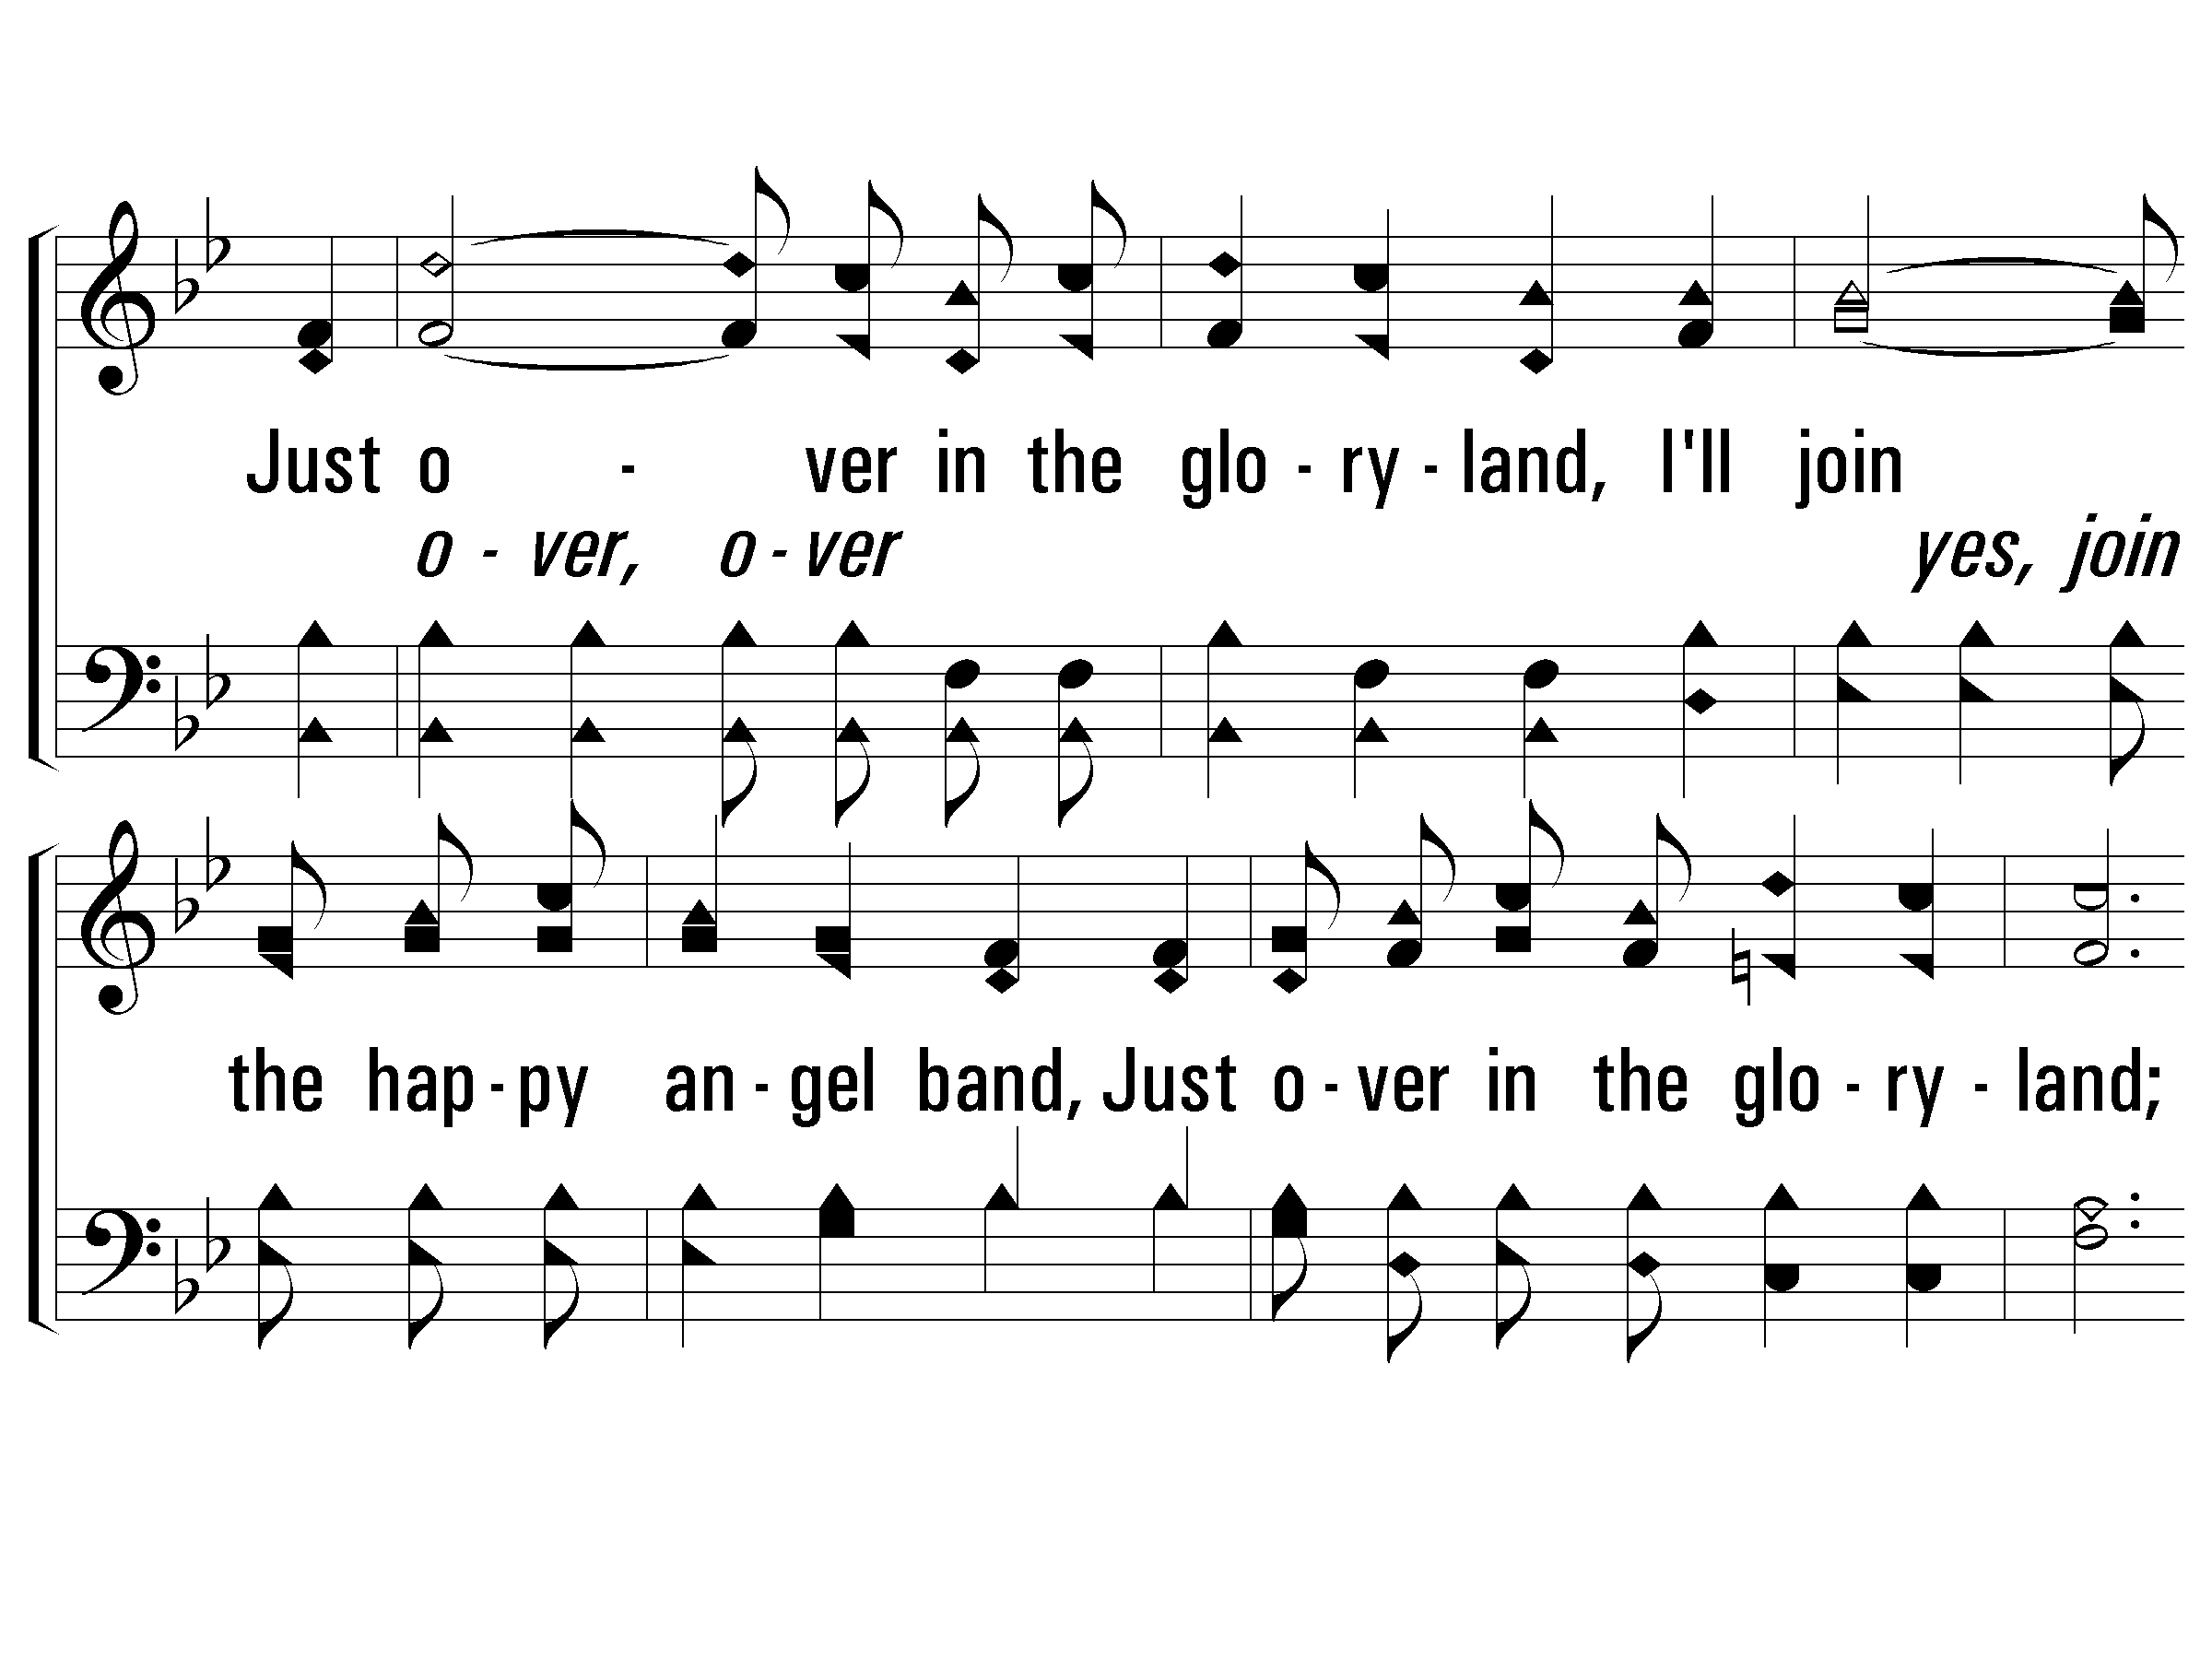 Just o - ver in the glo - ry - land, I'll join
o - ver, o - ver yes, join
the hap - py an - gel band, Just o - ver in the glo - ry - land;